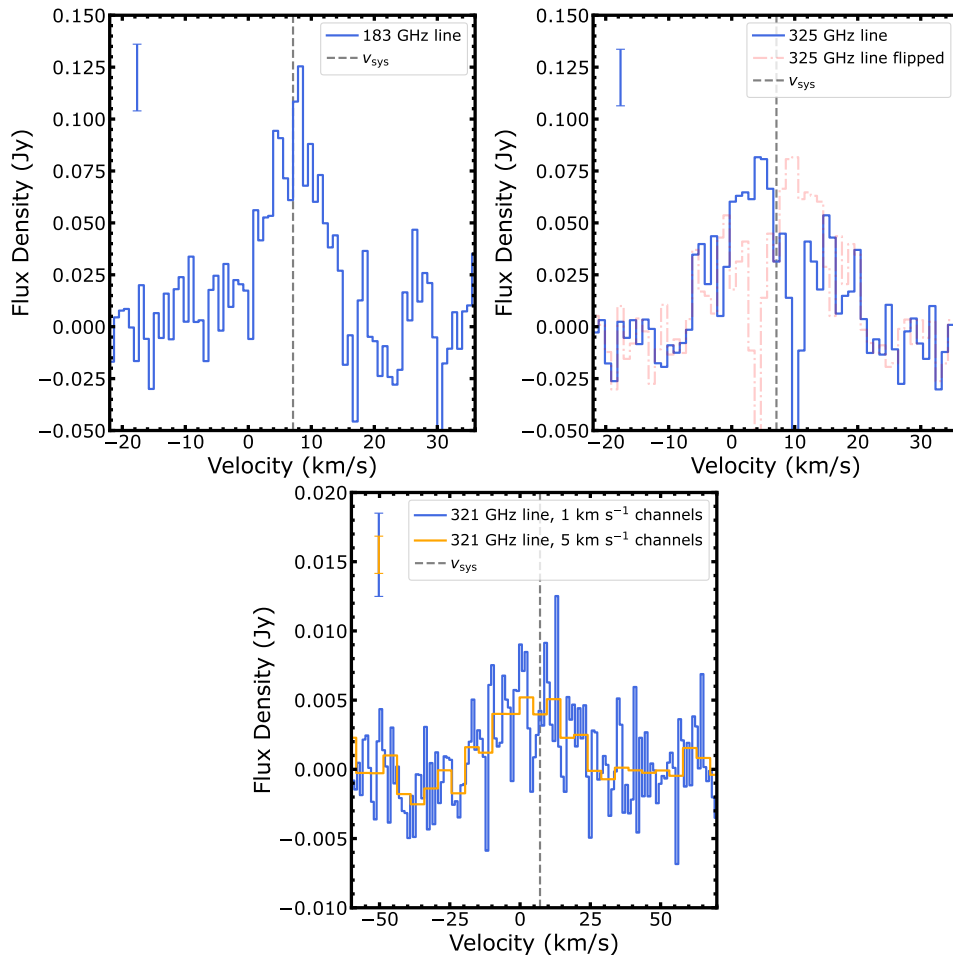 0.150
0.125
0.100
0.075
0.050
0.025
0.000
−0.025
−0.050
Flux Density (Jy)
183 GHz line
v_sys
−20 −10 0 10 20 30
Velocity (km/s)
0.150
0.125
0.100
0.075
0.050
0.025
0.000
−0.025
−0.050
Flux Density (Jy)
325 GHz line
325 GHz line flipped
v_sys
−20 −10 0 10 20 30
Velocity (km/s)
0.020
0.015
0.010
0.005
0.000
−0.005
−0.010
Flux Density (Jy)
321 GHz line, 1 km s⁻¹ channels
321 GHz line, 5 km s⁻¹ channels
v_sys
−50 −25 0 25 50
Velocity (km/s)